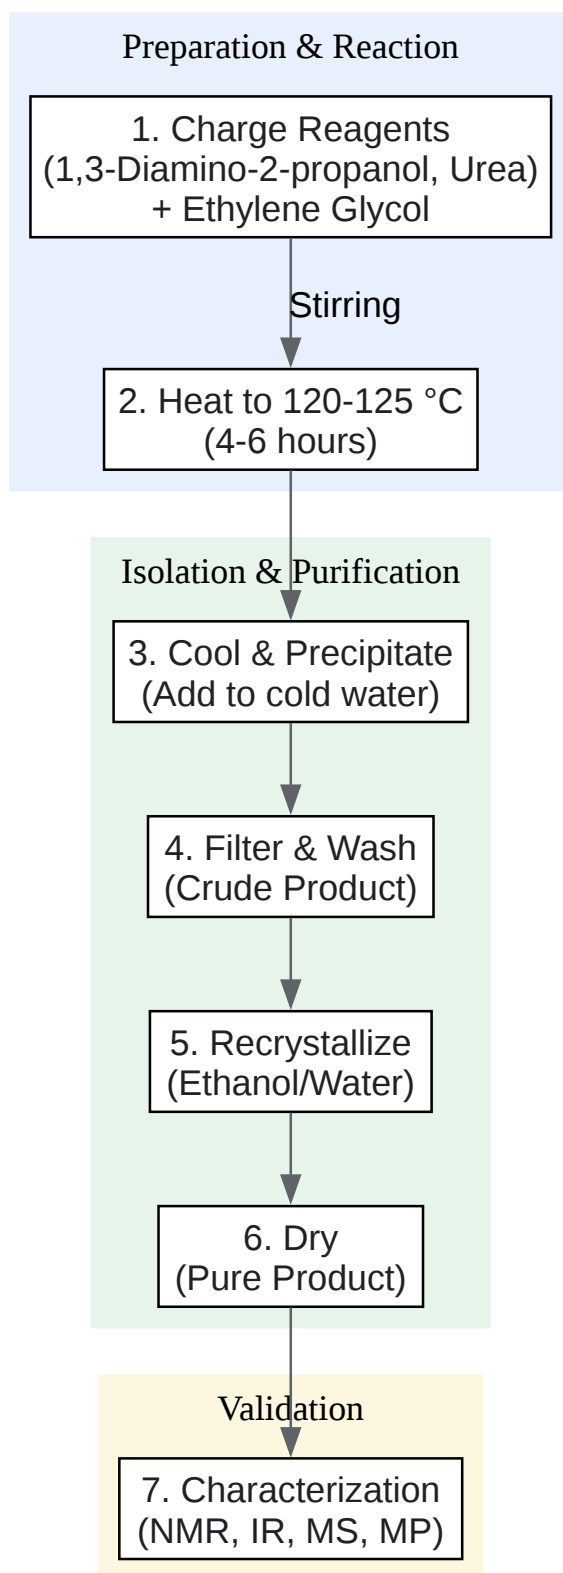 Preparation & Reaction
1. Charge Reagents
(1,3-Diamino-2-propanol, Urea)
+ Ethylene Glycol
Stirring
2. Heat to 120-125 °C
(4-6 hours)
Isolation & Purification
3. Cool & Precipitate
(Add to cold water)
4. Filter & Wash
(Crude Product)
5. Recrystallize
(Ethanol/Water)
6. Dry
(Pure Product)
Validation
7. Characterization
(NMR, IR, MS, MP)